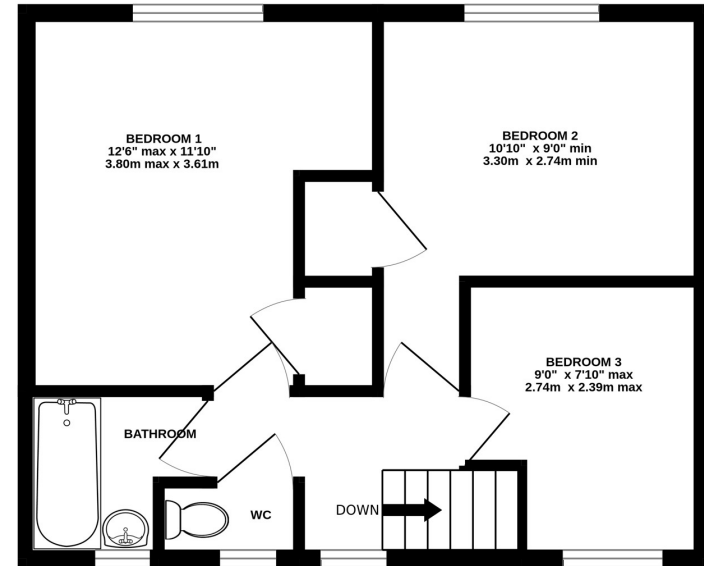 BEDROOM 1
12'6" max x 11'10"
3.80m max x 3.61m
BEDROOM 2
10'10" x 9'0" min
3.30m x 2.74m min
BEDROOM 3
9'0" x 7'10" max
2.74m x 2.39m max
BATHROOM
WC
DOWN